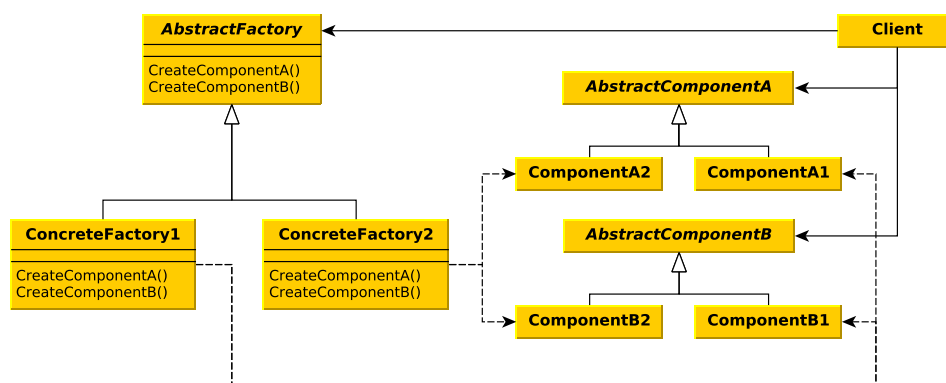 AbstractFactory
CreateComponentA()
CreateComponentB()
Client
AbstractComponentA
ComponentA2
ComponentA1
ConcreteFactory1
CreateComponentA()
CreateComponentB()
ConcreteFactory2
CreateComponentA()
CreateComponentB()
AbstractComponentB
ComponentB2
ComponentB1